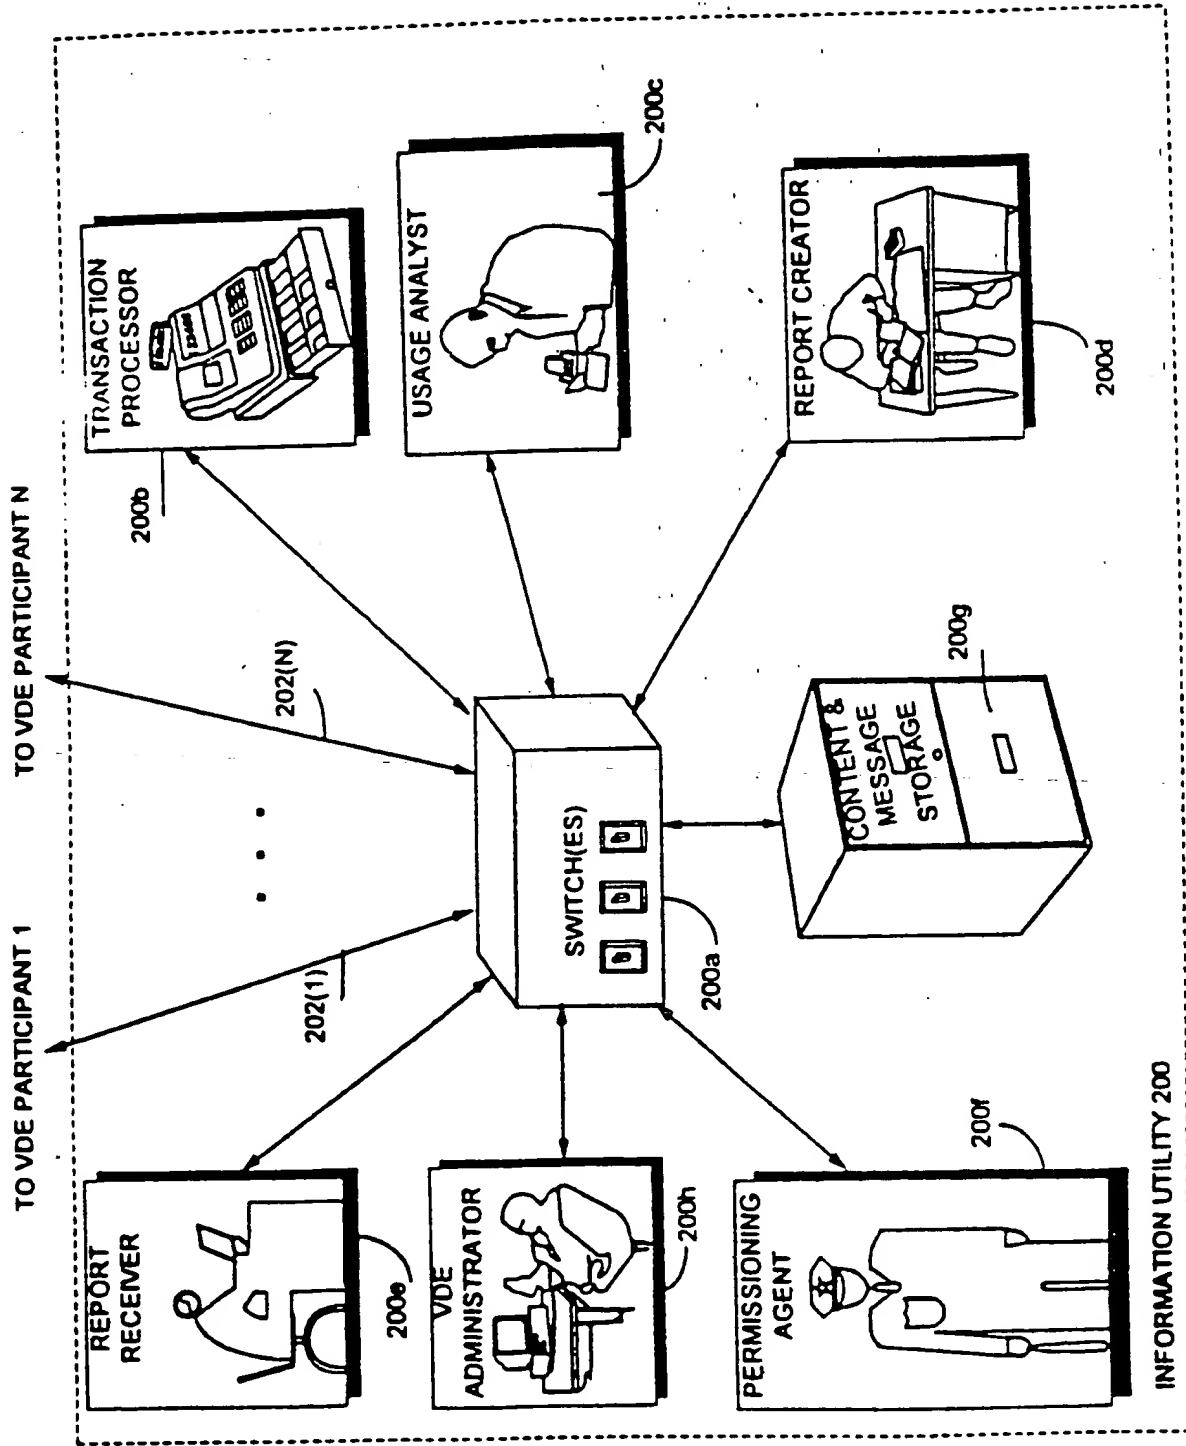 TO VDE PARTICIPANT 1
TO VDE PARTICIPANT N
202(1)
202(N)
REPORT
RECEIVER
200e
TRANSACTION
PROCESSOR
200b
VDE
ADMINISTRATOR
200h
SWITCH(ES)
200a
USAGE ANALYST
200c
PERMISSIONING
AGENT
200f
CONTENT &
MESSAGE
STORAGE
200g
REPORT CREATOR
200d
INFORMATION UTILITY 200